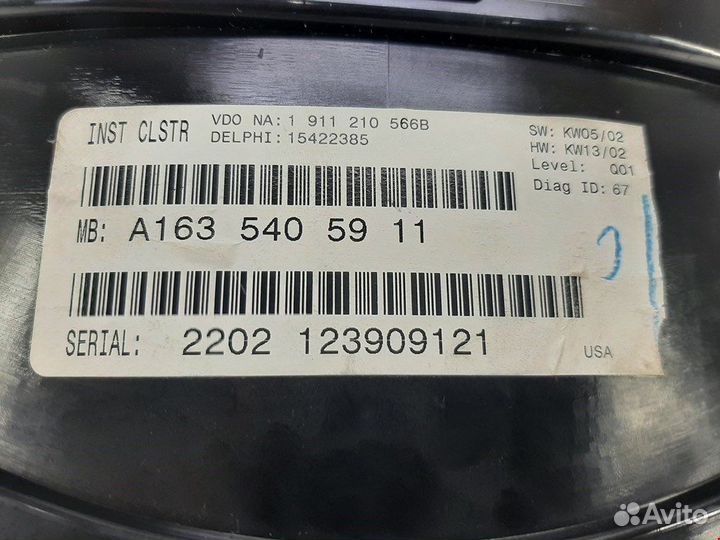 INST CLSTR
VDO NA: 1 911 210 566B
DELPHI: 15422385
SW: KW05/02
HW: KW13/02
Level: Q01
Diag ID: 67
MB: A163 540 59 11
SERIAL: 2202 123909121
USA
Avito